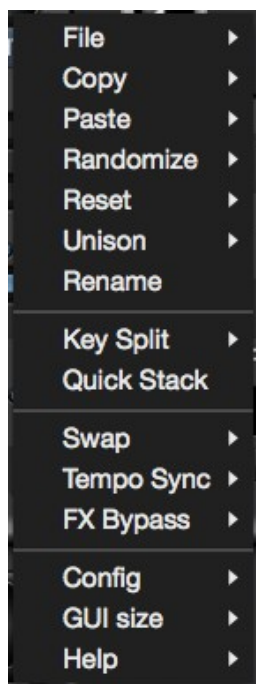 File
Copy
Paste
Randomize
Reset
Unison
Rename
Key Split
Quick Stack
Swap
Tempo Sync
FX Bypass
Config
GUI size
Help